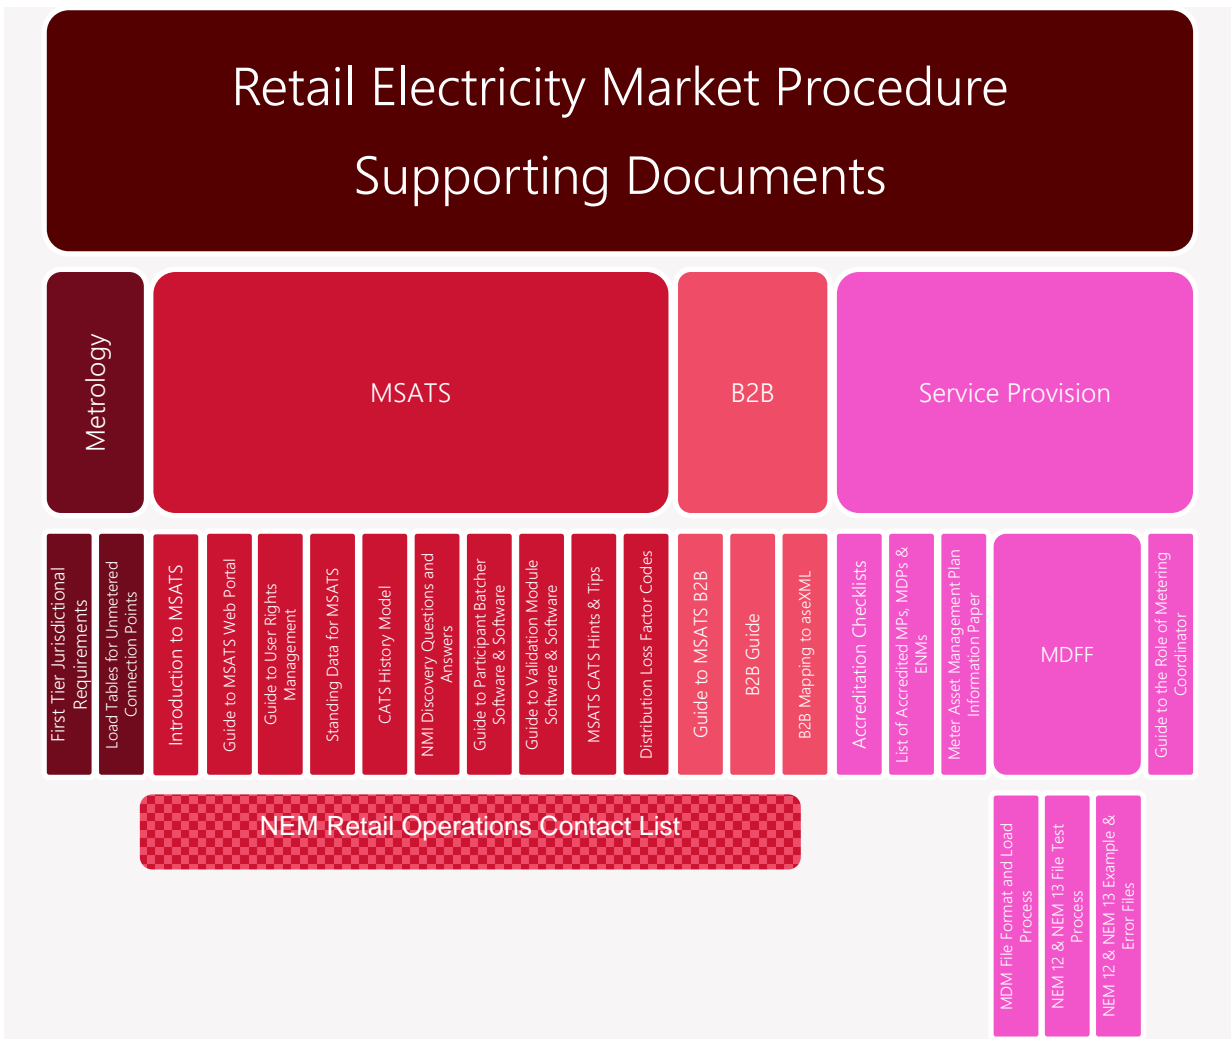 Retail Electricity Market Procedure
Supporting Documents
Metrology
MSATS
B2B
Service Provision
First Tier Jurisdictional
Requirements
Load Tables for Unmetered
Connection Points
Introduction to MSATS
Guide to MSATS Web Portal
Guide to User Rights
Management
Standing Data for MSATS
CATS History Model
NMI Discovery Questions and
Answers
Guide to Participant Batcher
Software & Software
Guide to Validation Module
Software & Software
MSATS CATS Hints & Tips
Distribution Loss Factor Codes
Guide to MSATS B2B
B2B Guide
B2B Mapping to aseXML
Accreditation Checklists
List of Accredited MPs, MDPs &
ENMs
Meter Asset Management Plan
Information Paper
MDFF
Guide to the Role of Metering
Coordinator
NEM Retail Operations Contact List
MDM File Format and Load
Process
NEM 12 & NEM 13 File Test
Process
NEM 12 & NEM 13 Example &
Error Files